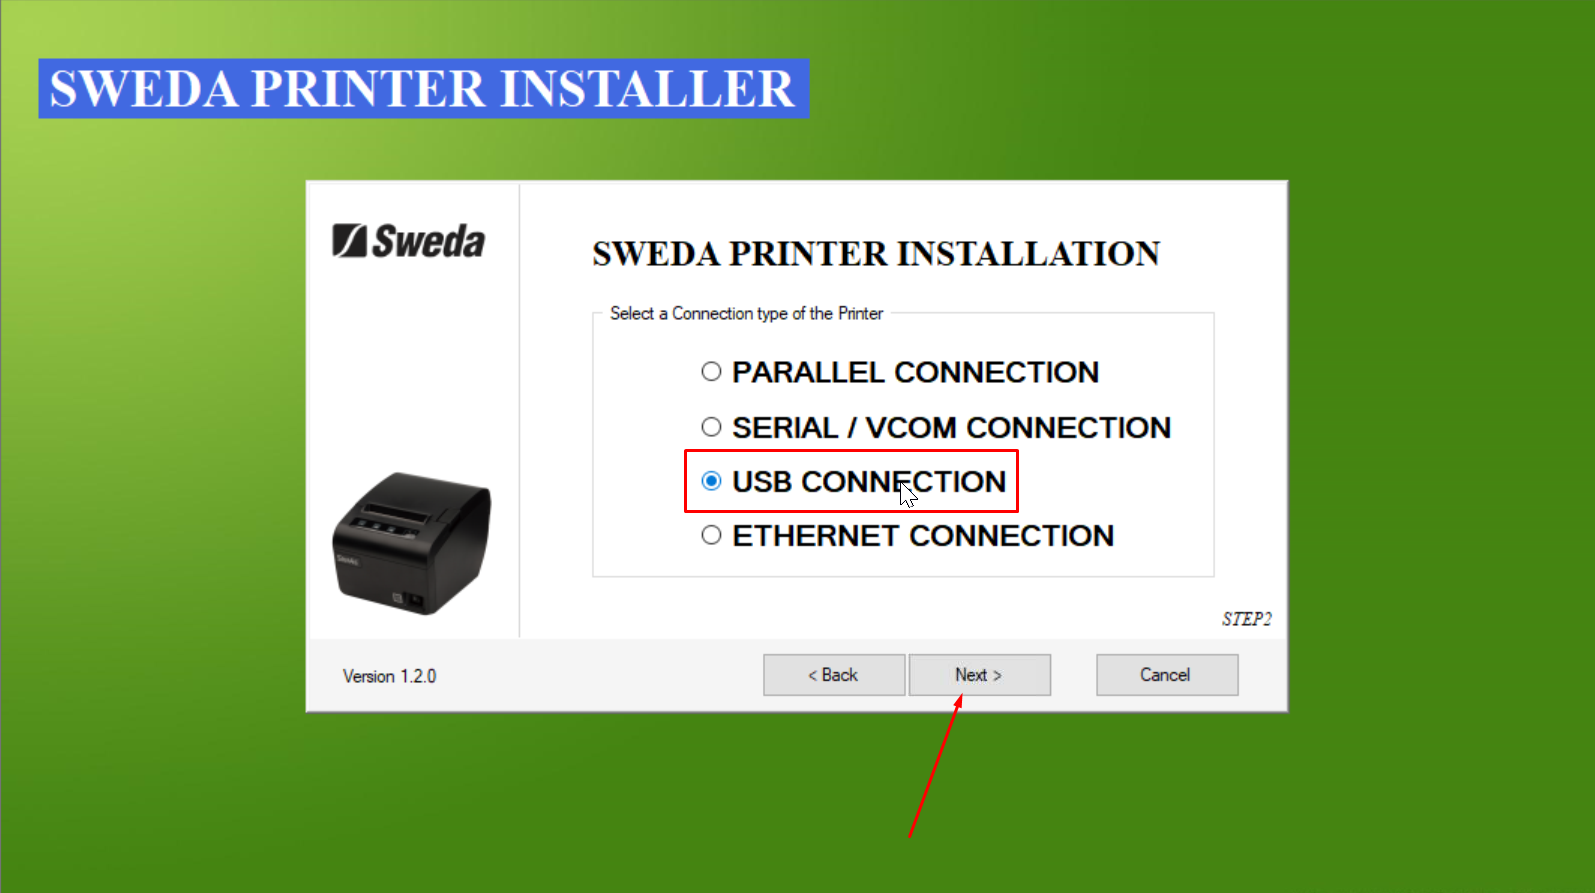 SWEDA PRINTER INSTALLER
Sweda
SWEDA PRINTER INSTALLATION
Select a Connection type of the Printer
PARALLEL CONNECTION
SERIAL / VCOM CONNECTION
USB CONNECTION
ETHERNET CONNECTION
Sweda
STEP2
Version 1.2.0
< Back
Next >
Cancel